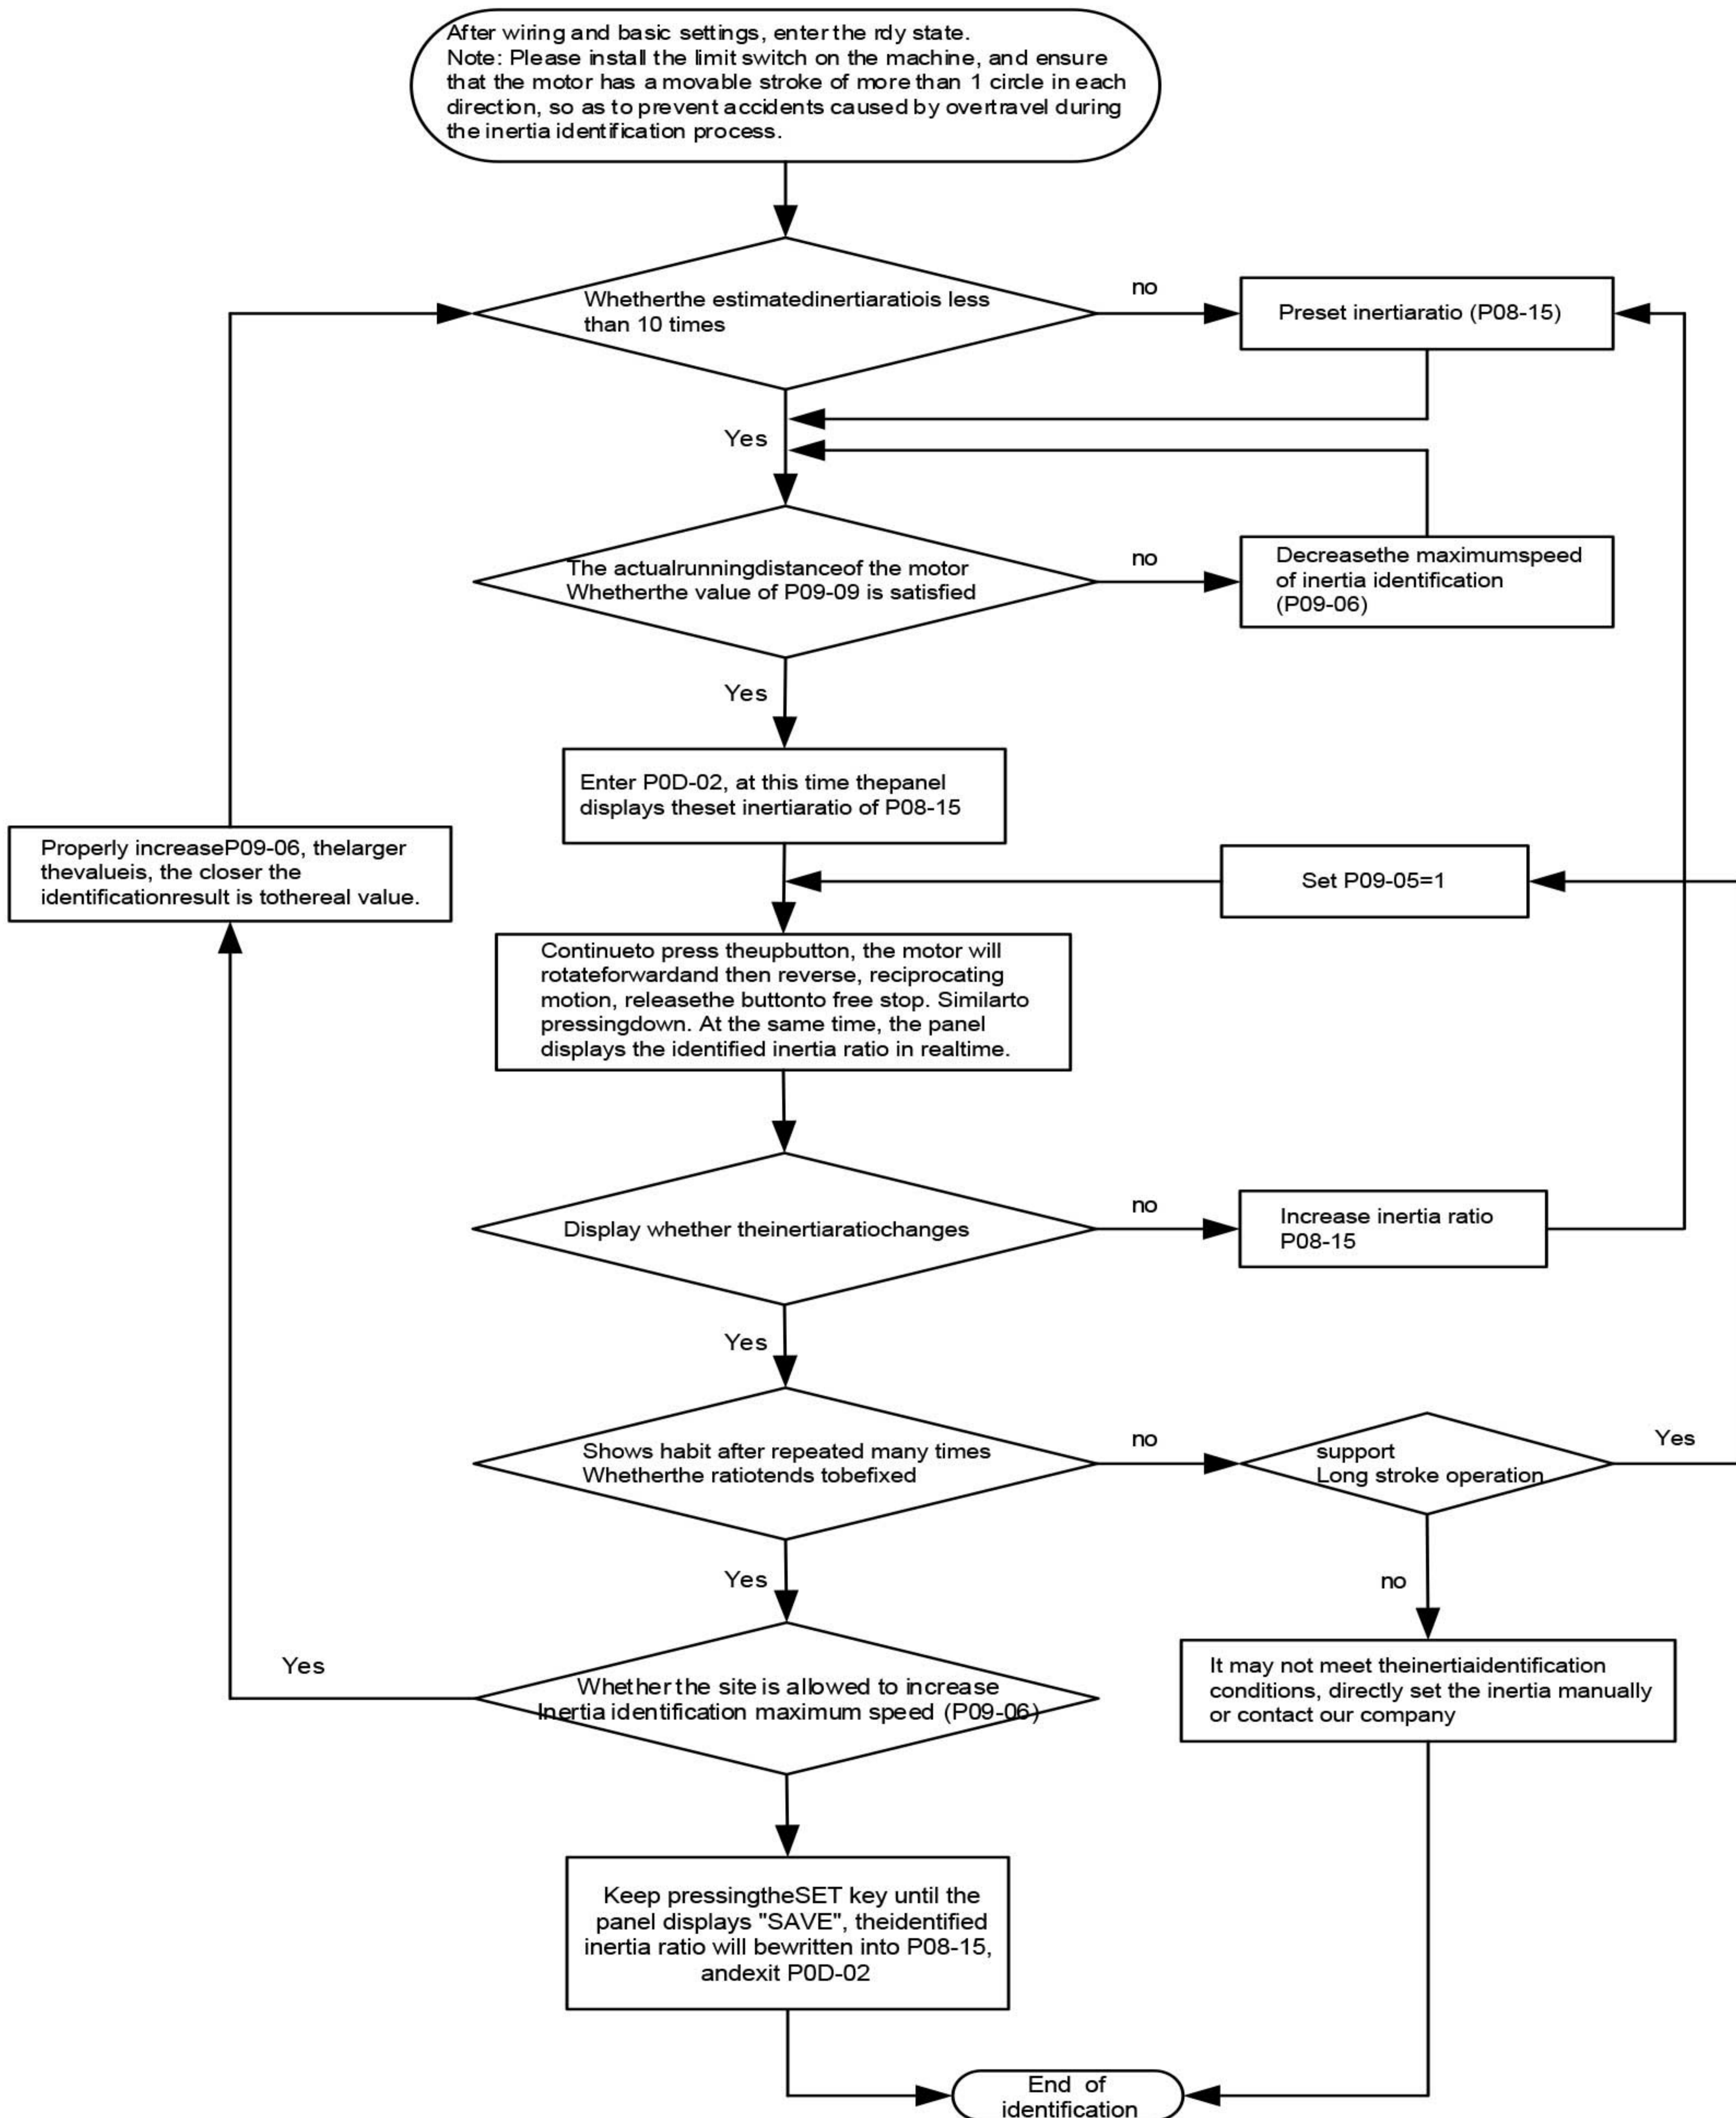 After wiring and basic settings, enter the rdy state.
Note: Please install the limit switch on the machine, and ensure
that the motor has a movable stroke of more than 1 circle in each
direction, so as to prevent accidents caused by overtravel during
the inertia identification process.
Whetherthe estimatedinertiaratiois less
than 10 times
no
Preset inertiaratio (P08-15)
Yes
The actualrunningdistanceof the motor
Whetherthe value of P09-09 is satisfied
no
Decreasethe maximumspeed
of inertia identification
(P09-06)
Yes
Enter P0D-02, at this time thepanel
displays theset inertiaratio of P08-15
Properly increaseP09-06, thelarger
thevalueis, the closer the
identificationresult is tothereal value.
Set P09-05=1
Continueto press theupbutton, the motor will
rotateforwardand then reverse, reciprocating
motion, releasethe buttonto free stop. Similarto
pressingdown. At the same time, the panel
displays the identified inertia ratio in realtime.
Display whether theinertiaratiochanges
no
Increase inertia ratio
P08-15
Yes
Shows habit after repeated many times
Whetherthe ratiotends tobefixed
no
support
Long stroke operation
Yes
Yes
no
Whether the site is allowed to increase
Inertia identification maximum speed (P09-06)
Yes
It may not meet theinertiaidentification
conditions, directly set the inertia manually
or contact our company
Keep pressingtheSET key until the
panel displays "SAVE", theidentified
inertia ratio will bewritten into P08-15,
andexit P0D-02
End of
identification